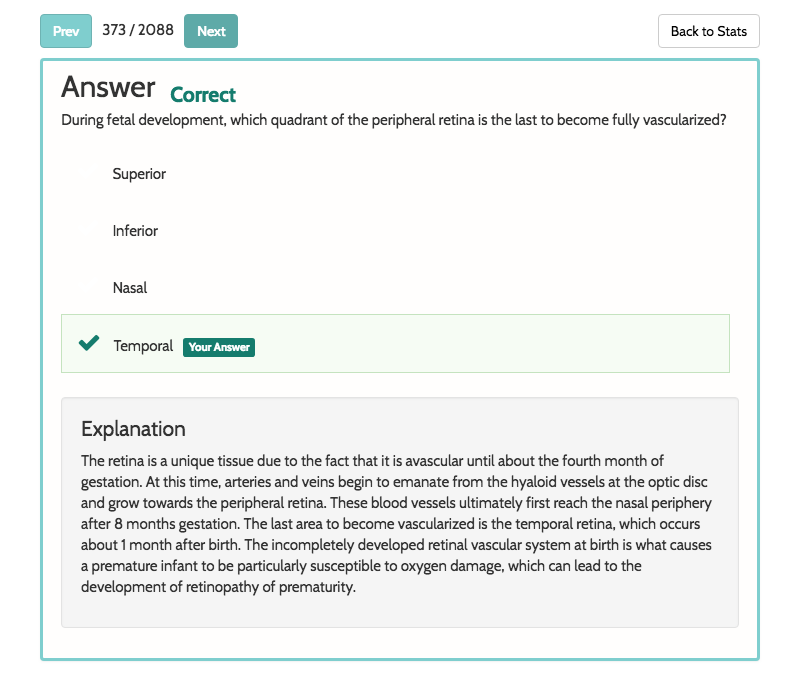 Prev 373 / 2088 Next Back to Stats
Answer Correct
During fetal development, which quadrant of the peripheral retina is the last to become fully vascularized?
Superior
Inferior
Nasal
Temporal Your Answer
Explanation
The retina is a unique tissue due to the fact that it is avascular until about the fourth month of
gestation. At this time, arteries and veins begin to emanate from the hyaloid vessels at the optic disc
and grow towards the peripheral retina. These blood vessels ultimately first reach the nasal periphery
after 8 months gestation. The last area to become vascularized is the temporal retina, which occurs
about 1 month after birth. The incompletely developed retinal vascular system at birth is what causes
a premature infant to be particularly susceptible to oxygen damage, which can lead to the
development of retinopathy of prematurity.